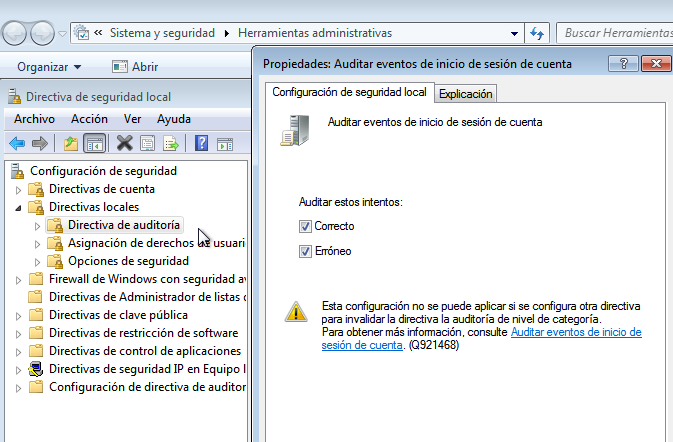 « Sistema y seguridad ▸ Herramientas administrativas
Buscar Herramientas
Organizar
Abrir
Directiva de seguridad local
Archivo Acción Ver Ayuda
Configuración de seguridad
Directivas de cuenta
Directivas locales
Directiva de auditoría
Asignación de derechos de usuari
Opciones de seguridad
Firewall de Windows con seguridad av
Directivas de Administrador de listas d
Directivas de clave pública
Directivas de restricción de software
Directivas de control de aplicaciones
Directivas de seguridad IP en Equipo l
Configuración de directiva de auditor
Propiedades: Auditar eventos de inicio de sesión de cuenta
Configuración de seguridad local Explicación
Auditar eventos de inicio de sesión de cuenta
Auditar estos intentos:
Correcto
Erróneo
Esta configuración no se puede aplicar si se configura otra directiva
para invalidar la directiva la auditoría de nivel de categoría.
Para obtener más información, consulte Auditar eventos de inicio de
sesión de cuenta. (Q921468)